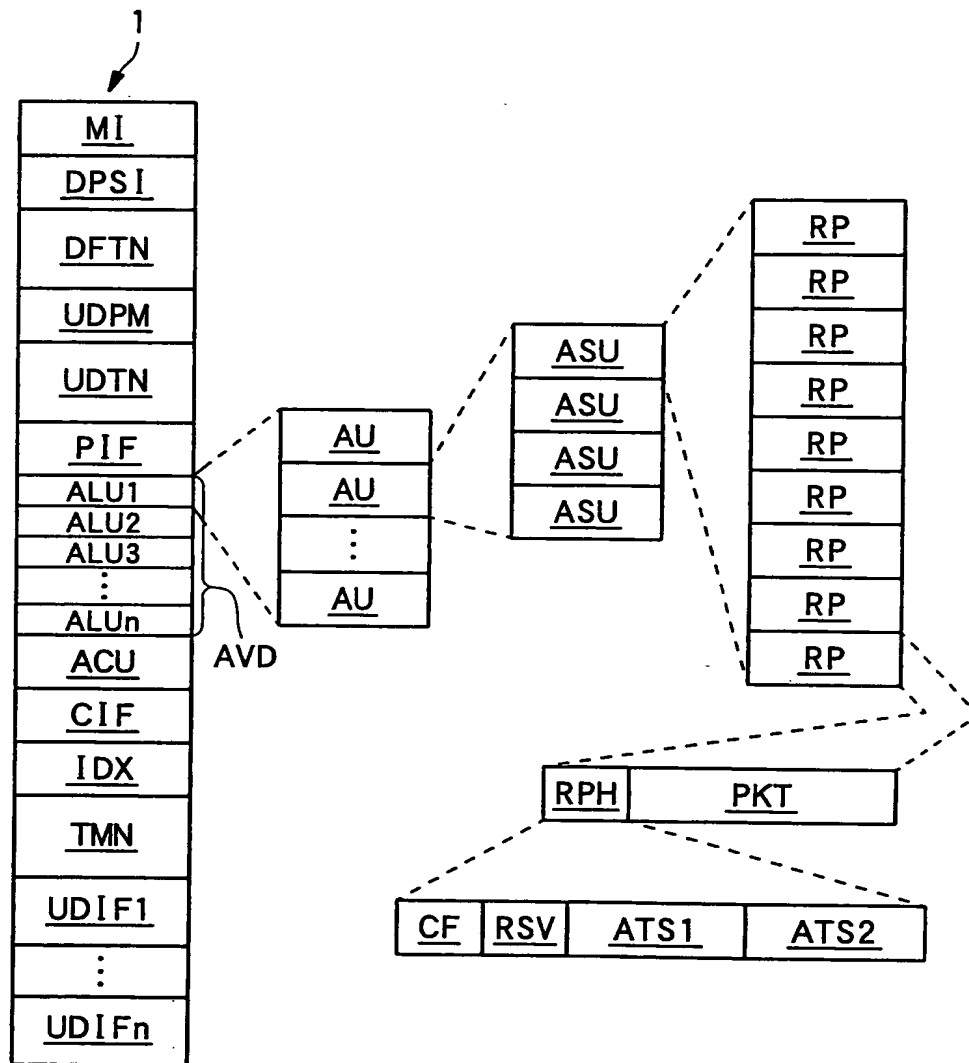 1
MI
DPSI
DFTN
UDPM
UDTN
PIF
ALU1
ALU2
ALU3
⋮
ALUn
AVD
ACU
CIF
IDX
TMN
UDIF1
⋮
UDIFn
AU
AU
⋮
AU
ASU
ASU
ASU
ASU
RP
RP
RP
RP
RP
RP
RP
RP
RP
RPH PKT
CF RSV ATS1 ATS2